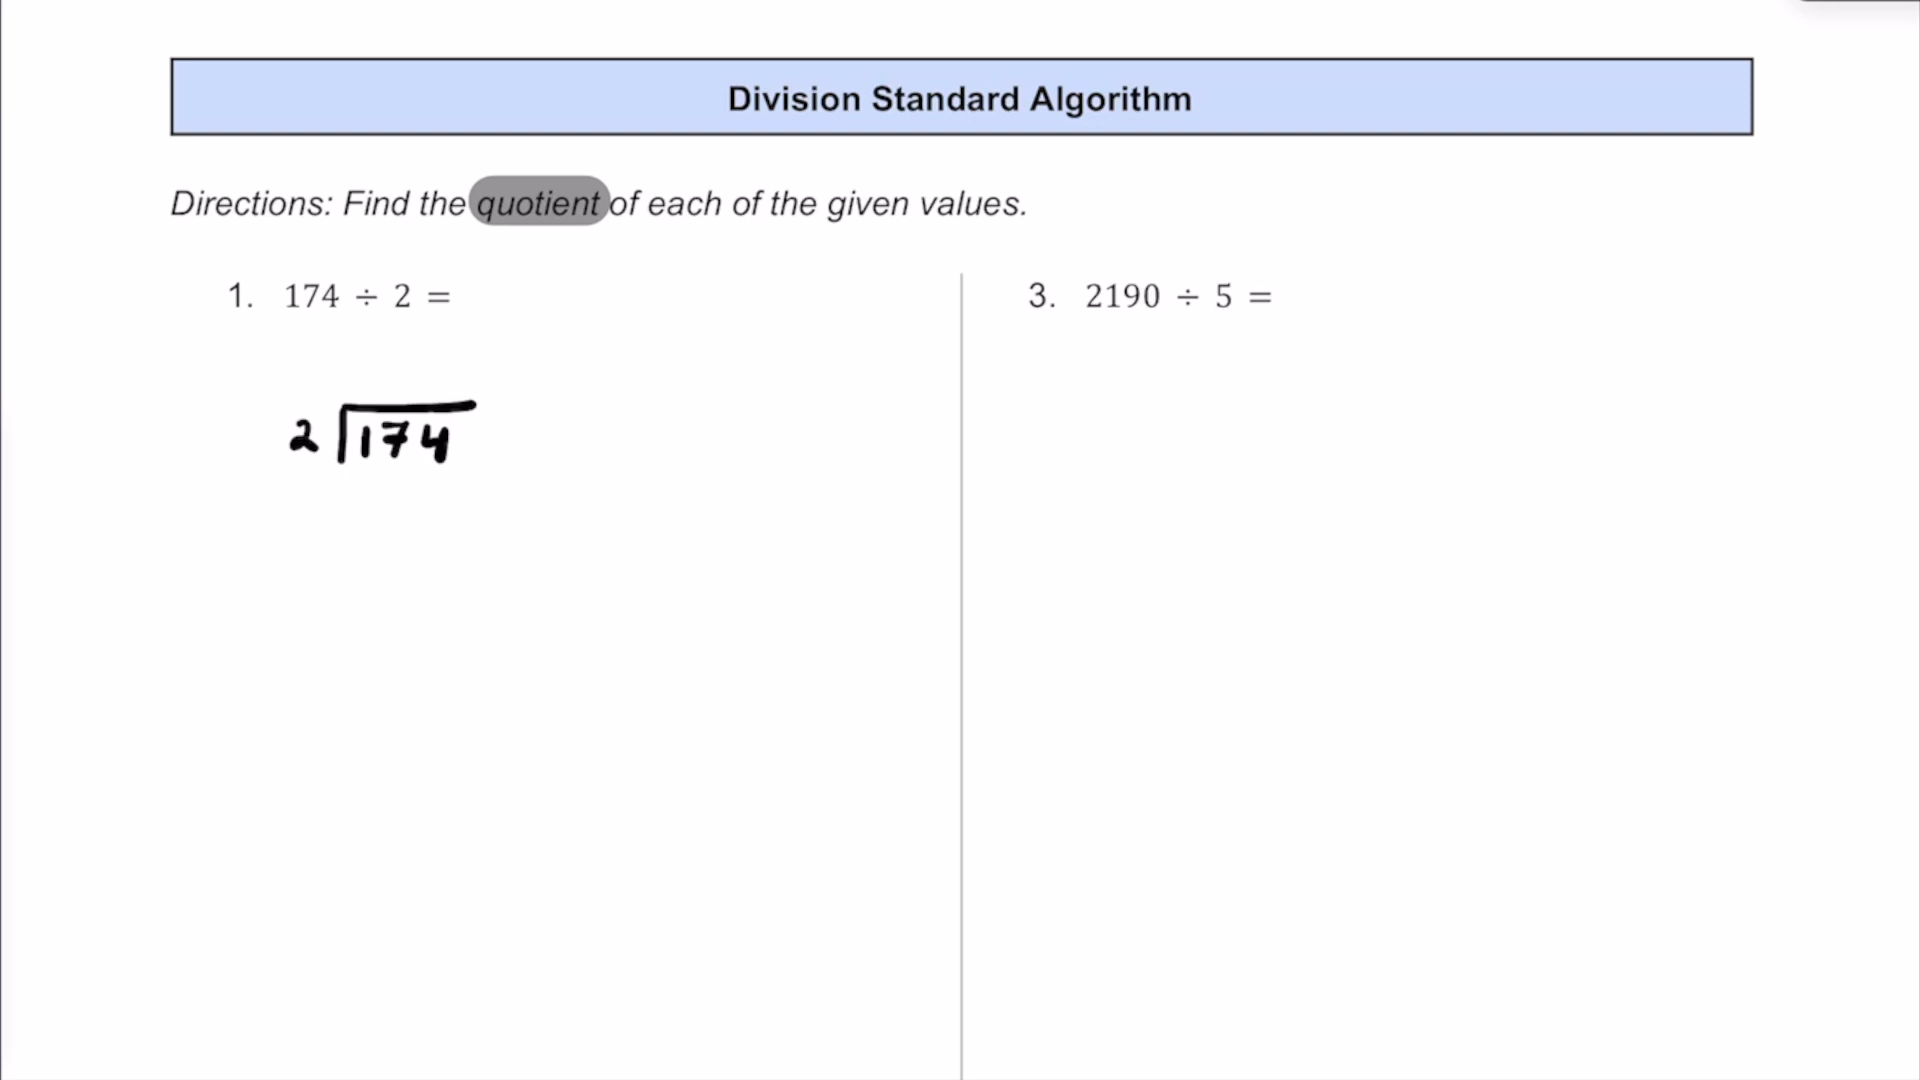 Division Standard Algorithm
Directions: Find the quotient of each of the given values.
1. 174 ÷ 2 =
2 174
3. 2190 ÷ 5 =